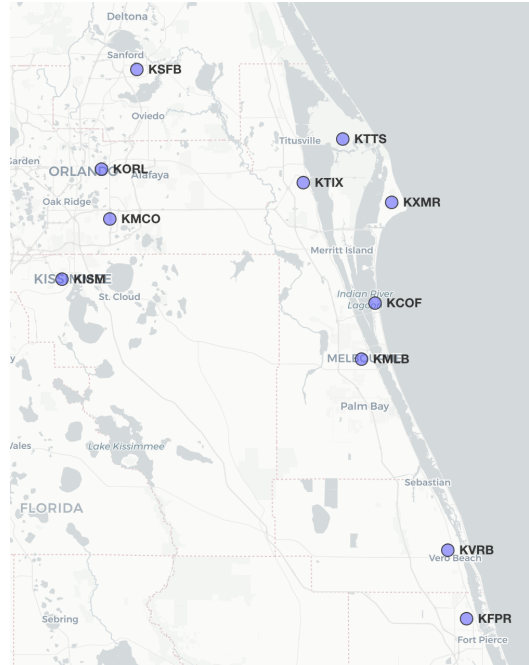 Deltona
Sanford
KSFB
Oviedo
KTTS
Titusville
Garden
ORLANDO
KORL
Alafaya
KTIX
Oak Ridge
KXMR
KMCO
Merritt Island
KISSIMMEE
KISM
St. Cloud
Indian River
Lagoon
KCOF
MELBOURNE
KMLB
Palm Bay
Wales
Lake Kissimmee
Sebastian
FLORIDA
KVRB
Vero Beach
KFPR
Sebring
Fort Pierce